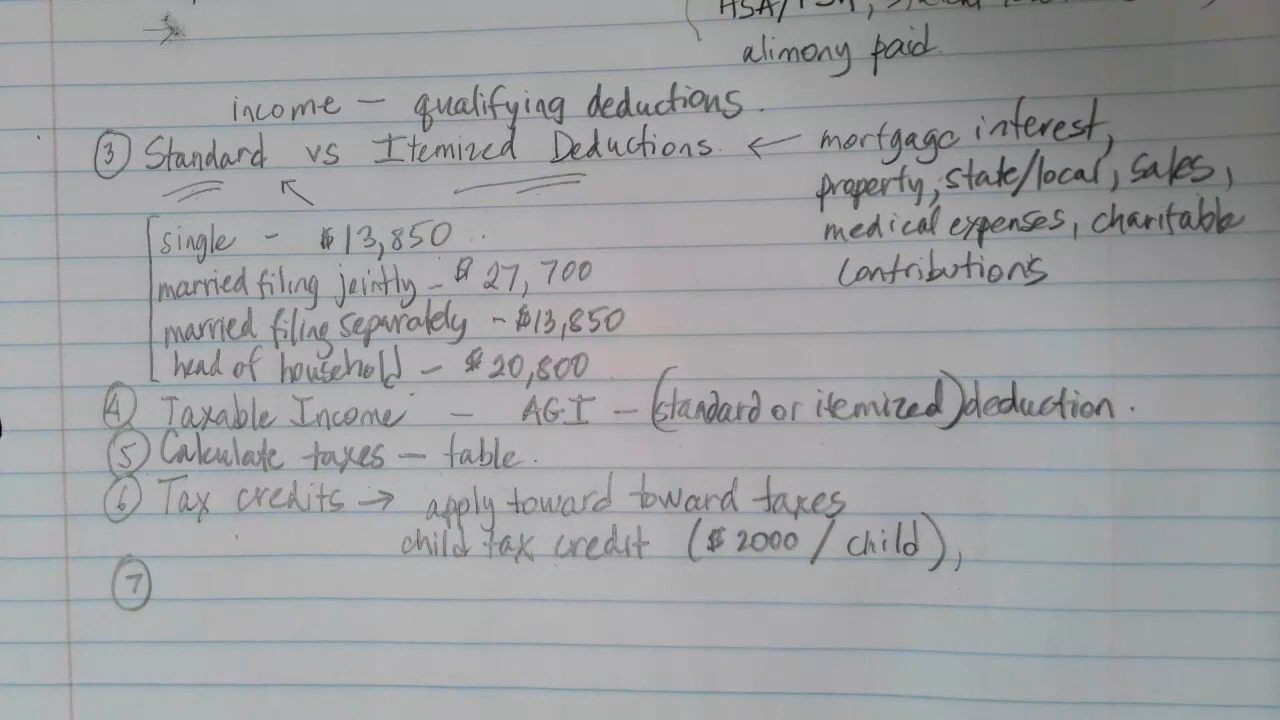 HSA/
alimony paid.
income – qualifying deductions.
③ Standard vs Itemized Deductions. ← mortgage interest,
property, state/local, sales,
medical expenses, charitable
contributions
single - $13,850
married filing jointly - $27,700
married filing separately - $13,850
head of household - $20,800
④ Taxable Income - AGI - (standard or itemized) deduction.
⑤ Calculate taxes – table.
⑥ Tax credits → apply toward toward taxes
child tax credit ($2000/child),
⑦